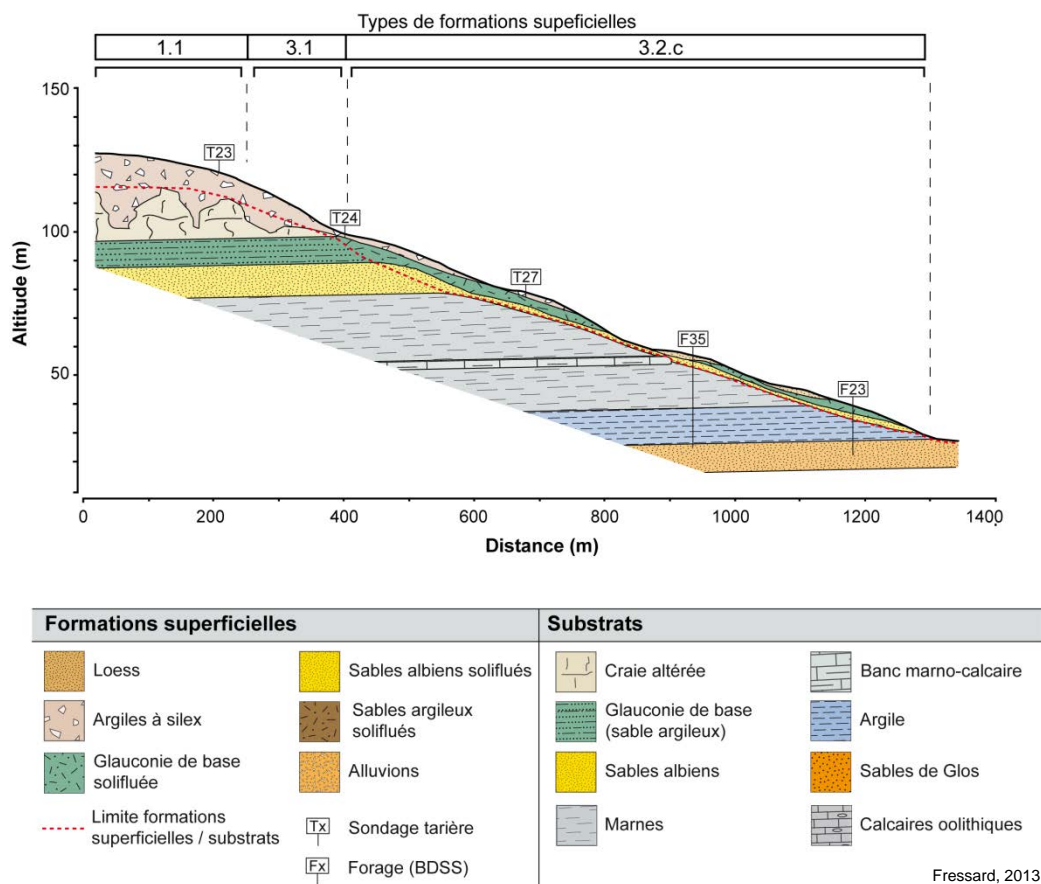 Types de formations supeficielles
1.1 3.1 3.2.c
150
100
50
Altitude (m)
T23
T24
T27
F35
F23
0 200 400 600 800 1000 1200 1400
Distance (m)
Formations superficielles
Loess
Argiles à silex
Glauconie de base
solifluée
Limite formations
superficielles / substrats
Sables albiens soliflués
Sables argileux
soliflués
Alluvions
Tx Sondage tarière
Fx Forage (BDSS)
Substrats
Craie altérée
Glauconie de base
(sable argileux)
Sables albiens
Marnes
Banc marno-calcaire
Argile
Sables de Glos
Calcaires oolithiques
Fressard, 2013